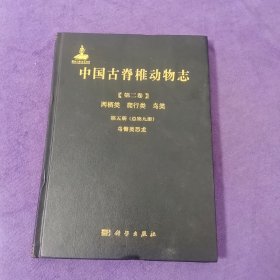 中国古脊椎动物志
【第二卷】
两栖类 爬行类 鸟类
第五册（总第九册）
鸟臀类恐龙
科学出版社